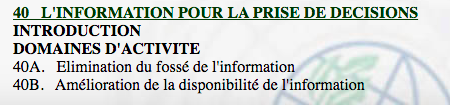 40 L'INFORMATION POUR LA PRISE DE DECISIONS
INTRODUCTION
DOMAINES D'ACTIVITE
40A. Elimination du fossé de l'information
40B. Amélioration de la disponibilité de l'information